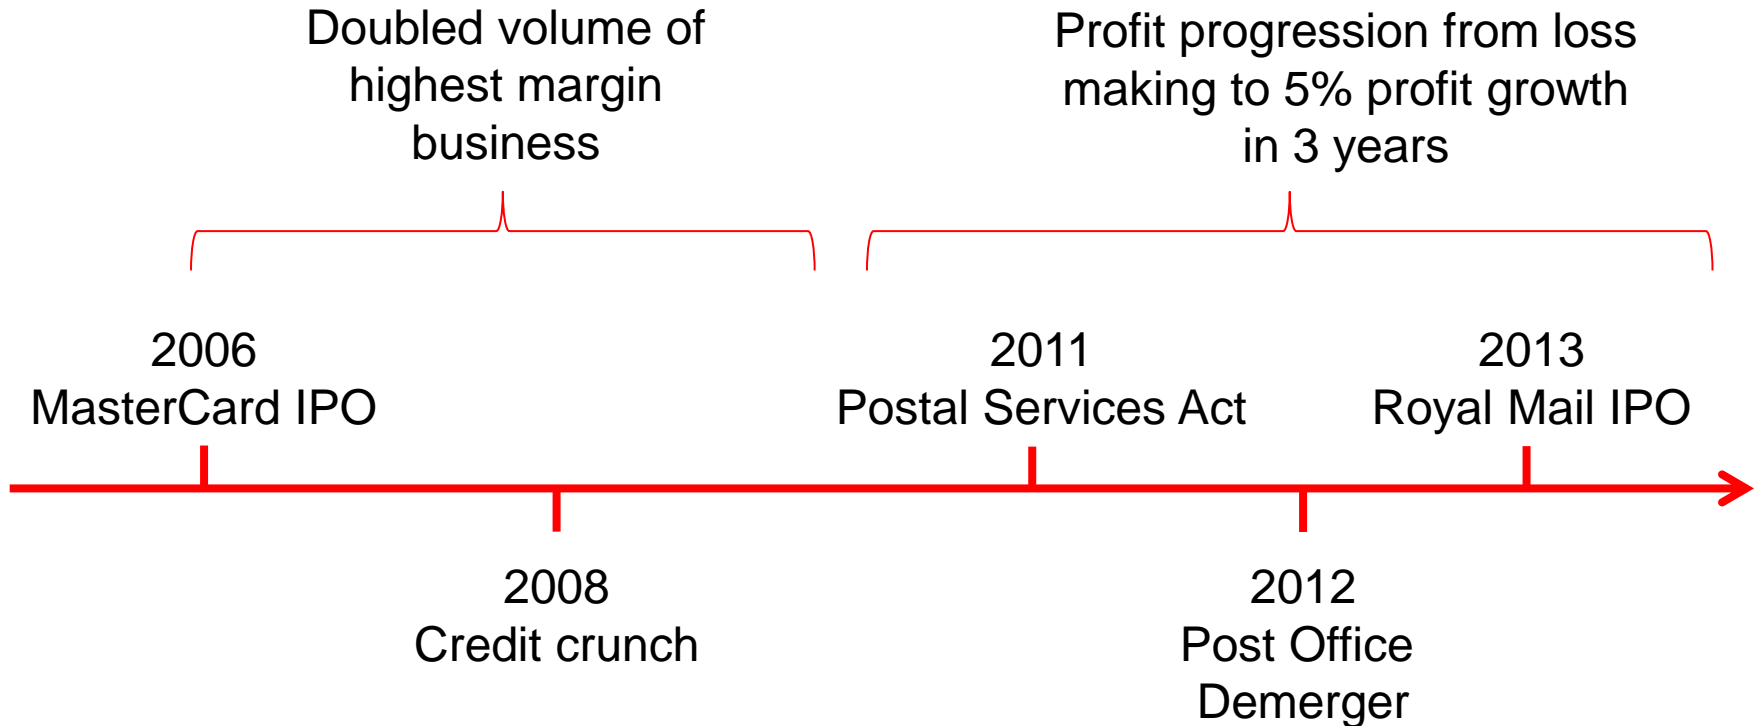 Doubled volume of
highest margin
business
Profit progression from loss
making to 5% profit growth
in 3 years
2006
MasterCard IPO
2011
Postal Services Act
2013
Royal Mail IPO
2008
Credit crunch
2012
Post Office
Demerger